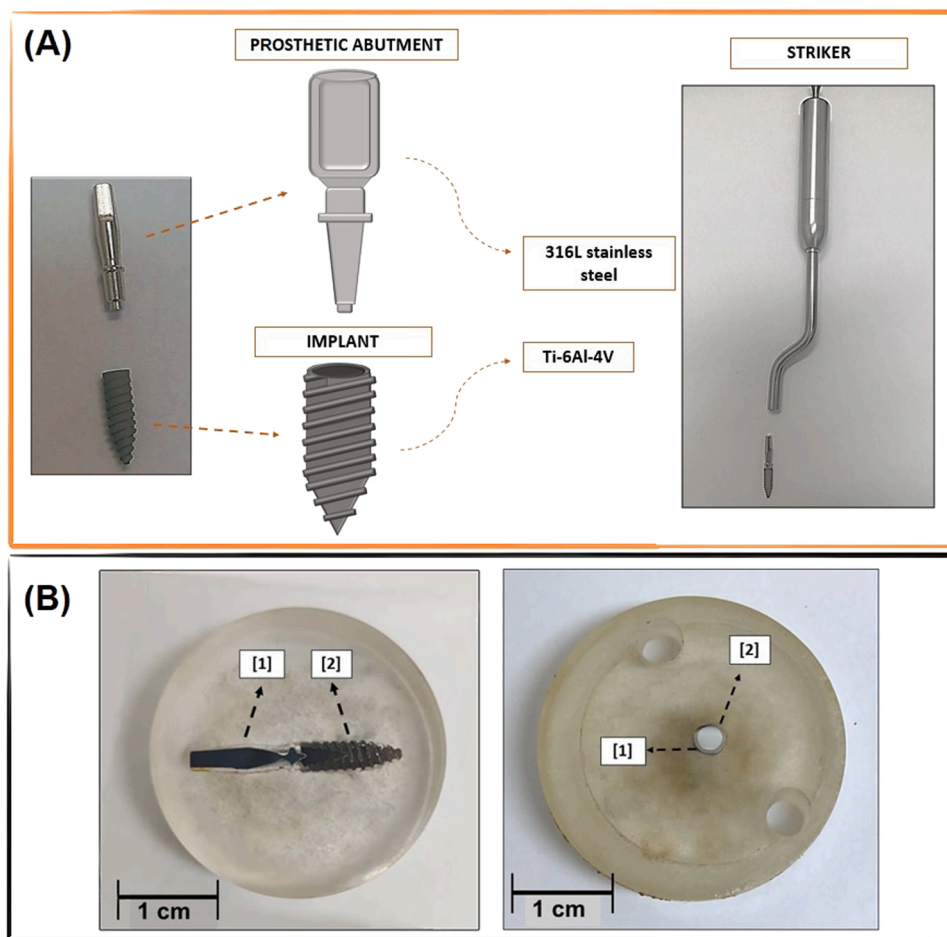 (A)
PROSTHETIC ABUTMENT
STRIKER
316L stainless
steel
IMPLANT
Ti-6Al-4V
(B)
[1]
[2]
1 cm
[2]
[1]
1 cm